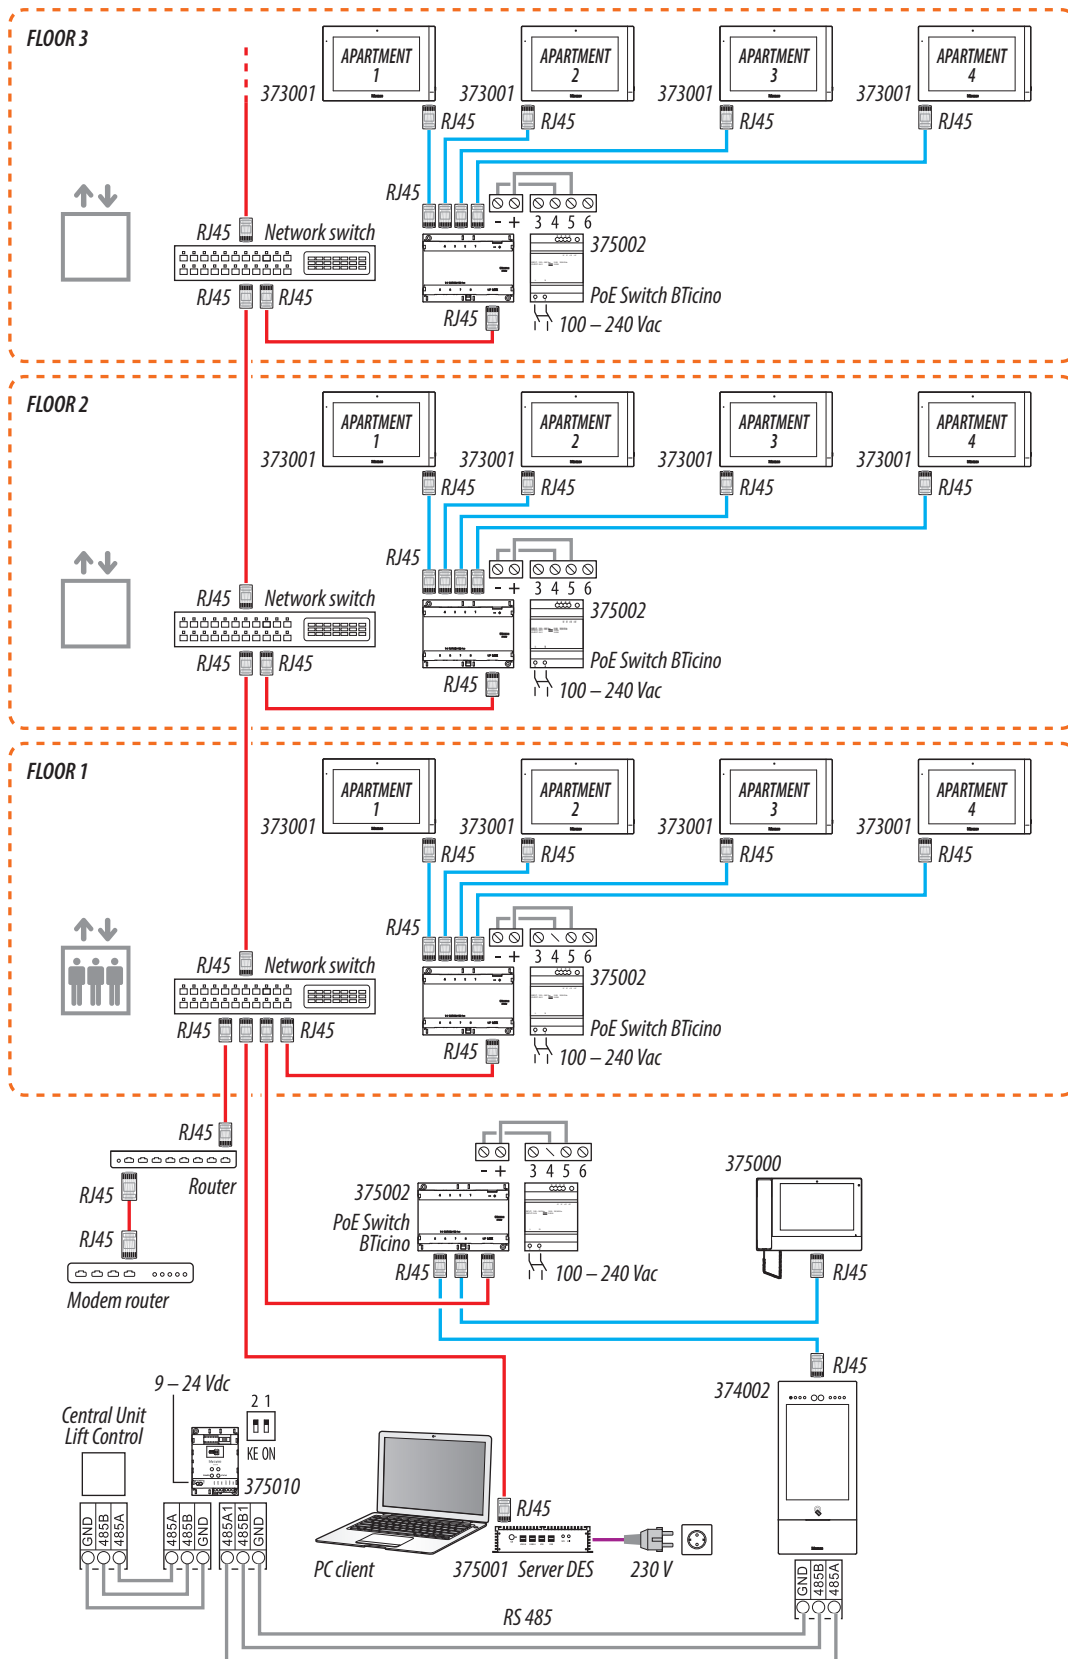 FLOOR 3
APARTMENT 1
APARTMENT 2
APARTMENT 3
APARTMENT 4
373001 373001 373001 373001
RJ45 RJ45 RJ45 RJ45
RJ45
- + 3 4 5 6
RJ45 Network switch
375002
RJ45 RJ45
PoE Switch BTicino
RJ45
100 – 240 Vac
FLOOR 2
APARTMENT 1
APARTMENT 2
APARTMENT 3
APARTMENT 4
373001 373001 373001 373001
RJ45 RJ45 RJ45 RJ45
RJ45
- + 3 4 5 6
RJ45 Network switch
375002
RJ45 RJ45
PoE Switch BTicino
RJ45
100 – 240 Vac
FLOOR 1
APARTMENT 1
APARTMENT 2
APARTMENT 3
APARTMENT 4
373001 373001 373001 373001
RJ45 RJ45 RJ45 RJ45
RJ45
- + 3 4 5 6
RJ45 Network switch
375002
RJ45 RJ45
PoE Switch BTicino
RJ45
100 – 240 Vac
RJ45
Router
RJ45
RJ45
Modem router
- + 3 4 5 6
375002
PoE Switch
BTicino
RJ45
100 – 240 Vac
375000
RJ45
RJ45
374002
9 – 24 Vdc
2 1
KE ON
Central Unit
Lift Control
375010
GND 485B 485A
485A 485B GND
485A1 485B1 GND
PC client
RJ45
375001 Server DES
230 V
GND 485B 485A
RS 485